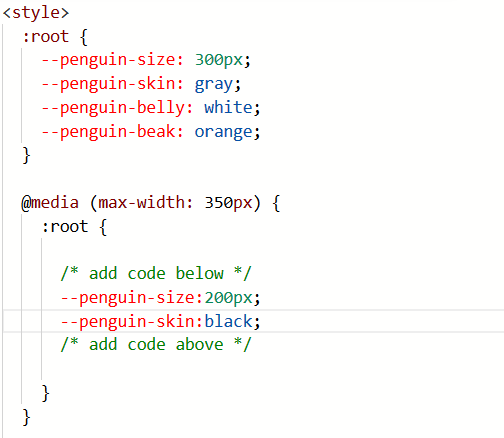 <style>
:root {
--penguin-size: 300px;
--penguin-skin: gray;
--penguin-belly: white;
--penguin-beak: orange;
}
@media (max-width: 350px) {
:root {
/* add code below */
--penguin-size:200px;
--penguin-skin:black;
/* add code above */
}
}